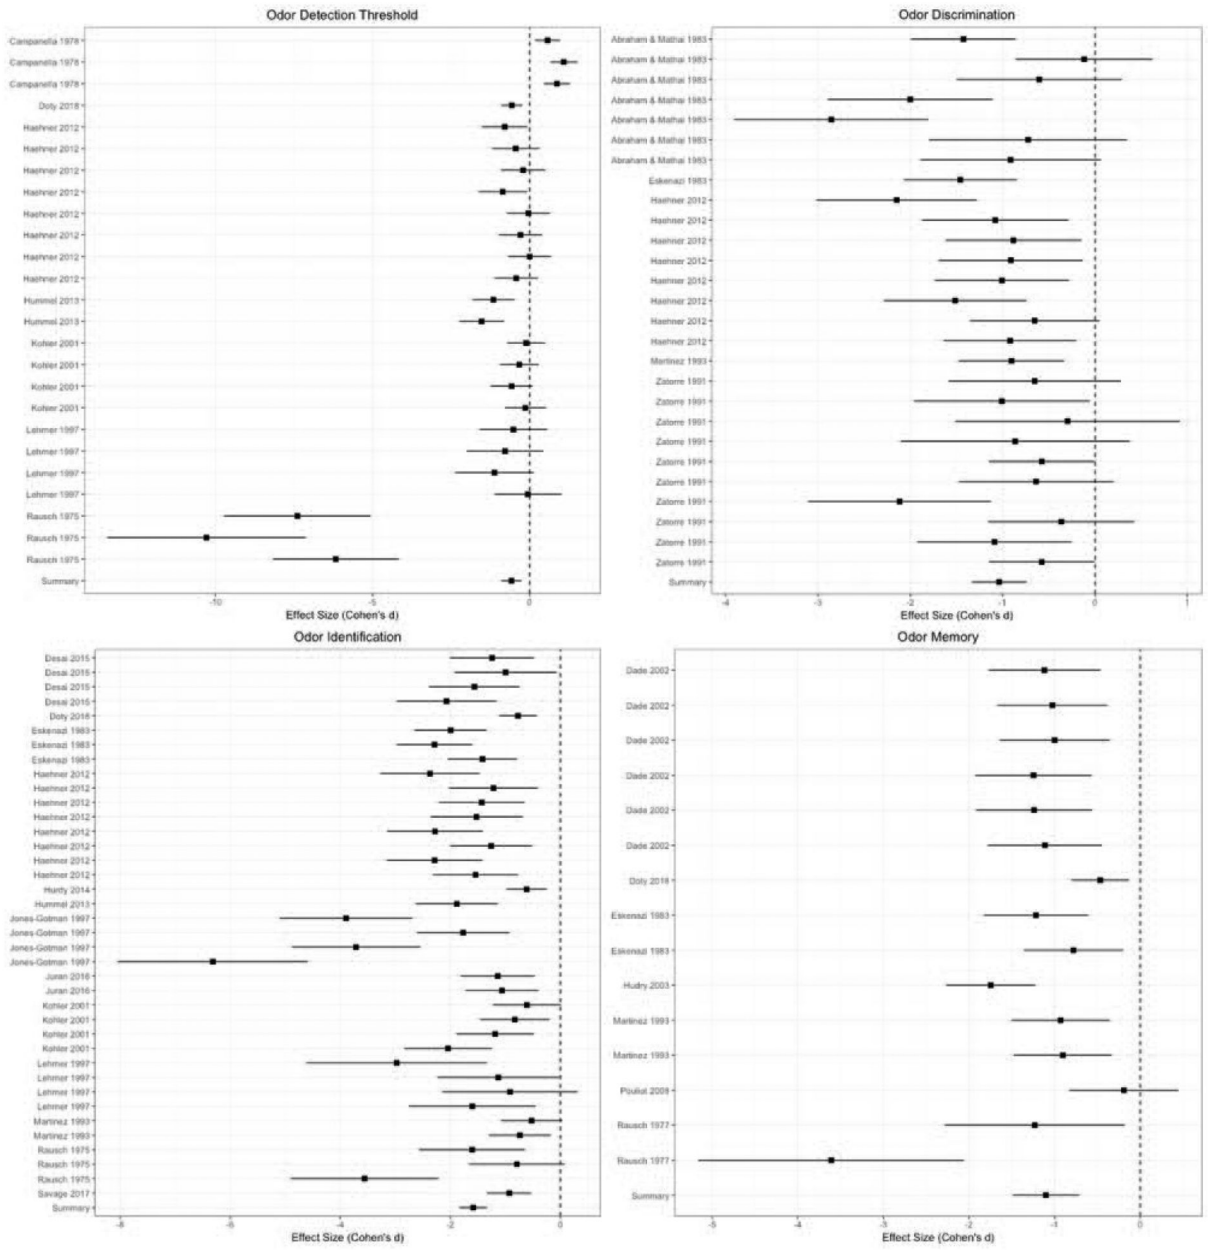 Odor Detection Threshold
Campanella 1978
Campanella 1978
Campanella 1978
Doty 2018
Haehner 2012
Haehner 2012
Haehner 2012
Haehner 2012
Haehner 2012
Haehner 2012
Haehner 2012
Haehner 2012
Hummel 2013
Hummel 2013
Kohler 2001
Kohler 2001
Kohler 2001
Kohler 2001
Lehmer 1997
Lehmer 1997
Lehmer 1997
Lehmer 1997
Rausch 1975
Rausch 1975
Rausch 1975
Summary
-10 -5 0
Effect Size (Cohen's d)
Odor Discrimination
Abraham & Mathai 1983
Abraham & Mathai 1983
Abraham & Mathai 1983
Abraham & Mathai 1983
Abraham & Mathai 1983
Abraham & Mathai 1983
Abraham & Mathai 1983
Eskenazi 1983
Haehner 2012
Haehner 2012
Haehner 2012
Haehner 2012
Haehner 2012
Haehner 2012
Haehner 2012
Haehner 2012
Martinez 1993
Zatorre 1991
Zatorre 1991
Zatorre 1991
Zatorre 1991
Zatorre 1991
Zatorre 1991
Zatorre 1991
Zatorre 1991
Zatorre 1991
Zatorre 1991
Summary
-4 -3 -2 -1 0 1
Effect Size (Cohen's d)
Odor Identification
Desai 2015
Desai 2015
Desai 2015
Desai 2015
Doty 2018
Eskenazi 1983
Eskenazi 1983
Eskenazi 1983
Haehner 2012
Haehner 2012
Haehner 2012
Haehner 2012
Haehner 2012
Haehner 2012
Haehner 2012
Haehner 2012
2014
Hummel 2013
Jones-Gotman 1997
Jones-Gotman 1997
Jones-Gotman 1997
Jones-Gotman 1997
Juran 2016
Juran 2016
Kohler 2001
Kohler 2001
Kohler 2001
Kohler 2001
Lehmer 1997
Lehmer 1997
Lehmer 1997
Lehmer 1997
Martinez 1993
Martinez 1993
Rausch 1975
Rausch 1975
Rausch 1975
Savage 2017
Summary
-8 -6 -4 -2 0
Effect Size (Cohen's d)
Odor Memory
Dade 2002
Dade 2002
Dade 2002
Dade 2002
Dade 2002
Dade 2002
Doty 2018
Eskenazi 1983
Eskenazi 1983
Hudry 2003
Martinez 1993
Martinez 1993
Pouliot 2008
Rausch 1977
Rausch 1977
Summary
-5 -4 -3 -2 -1 0
Effect Size (Cohen's d)